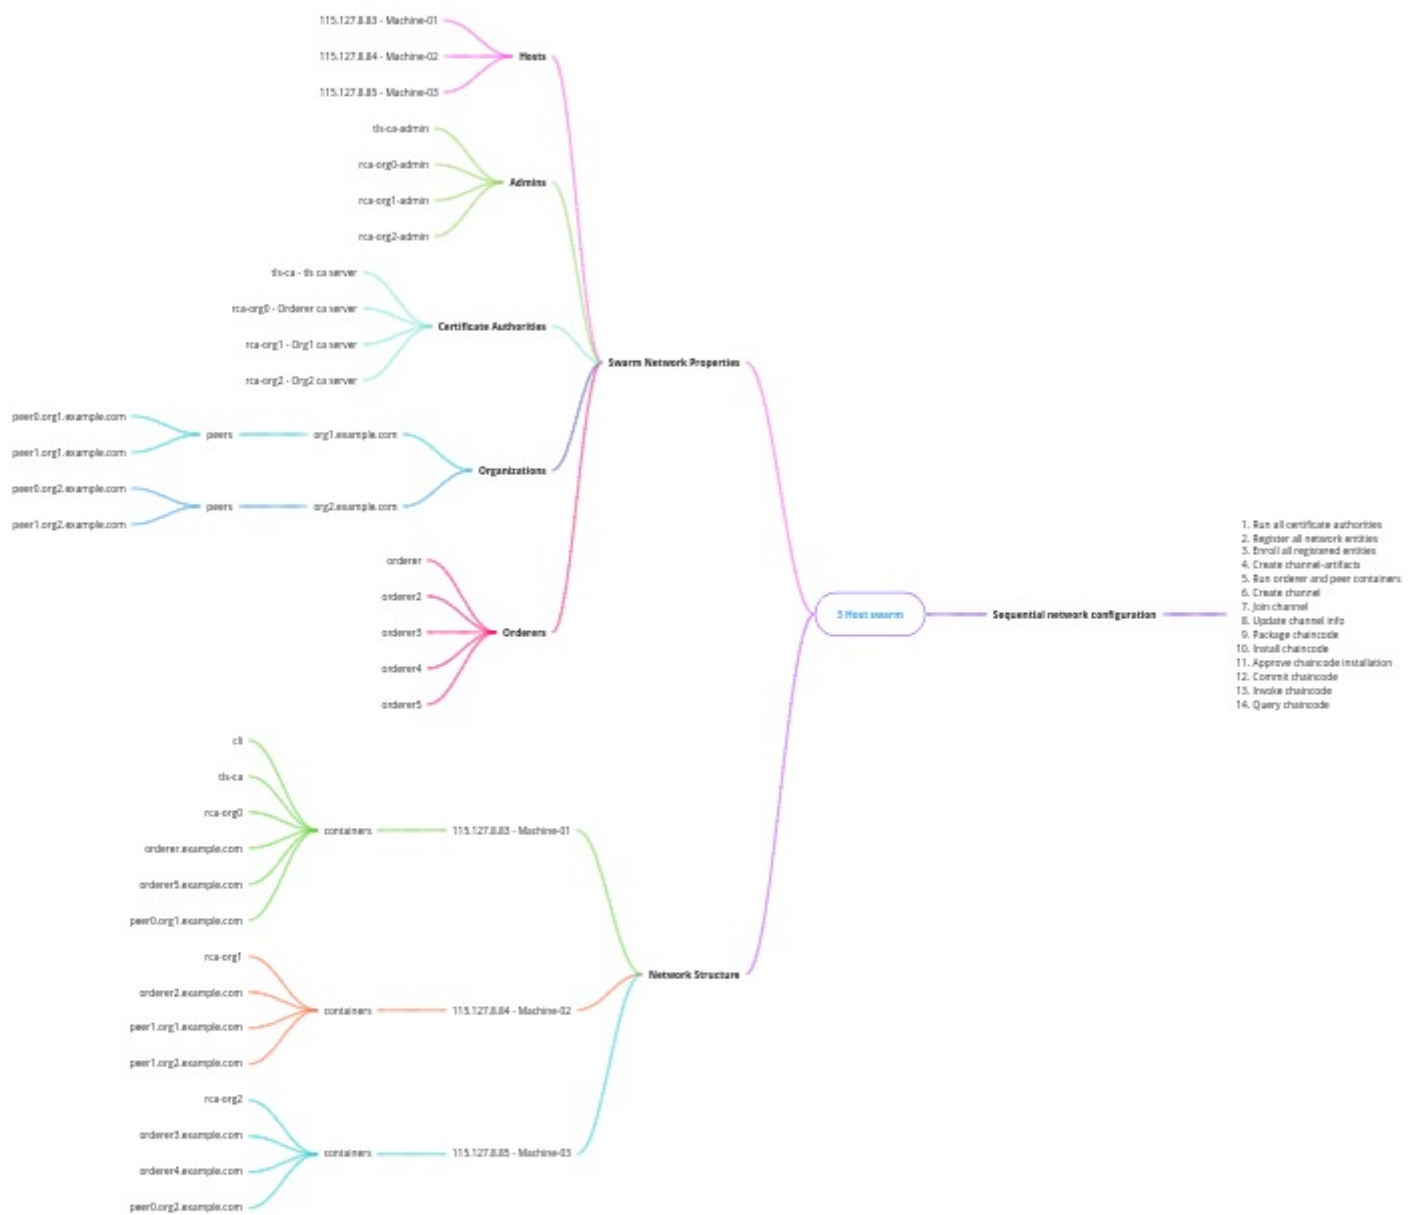 115.127.8.83 - Machine-01
115.127.8.84 - Machine-02
115.127.8.85 - Machine-03
Hosts
tls-ca-admin
rca-org0-admin
rca-org1-admin
rca-org2-admin
Admins
tls-ca - tls ca server
rca-org0 - Orderer ca server
rca-org1 - Org1 ca server
rca-org2 - Org2 ca server
Certificate Authorities
Swarm Network Properties
peer0.org1.example.com
peer1.org1.example.com
peers
org1.example.com
peer0.org2.example.com
peer1.org2.example.com
peers
org2.example.com
Organizations
orderer
orderer2
orderer3
orderer4
orderer5
Orderers
3 Host swarm
Sequential network configuration
1. Run all certificate authorities
2. Register all network entities
3. Enroll all registered entities
4. Create channel-artifacts
5. Run orderer and peer containers
6. Create channel
7. Join channel
8. Update channel info
9. Package chaincode
10. Install chaincode
11. Approve chaincode installation
12. Commit chaincode
13. Invoke chaincode
14. Query chaincode
cli
tls-ca
rca-org0
orderer.example.com
orderer5.example.com
peer0.org1.example.com
containers
115.127.8.83 - Machine-01
rca-org1
orderer2.example.com
peer1.org1.example.com
peer1.org2.example.com
containers
115.127.8.84 - Machine-02
Network Structure
rca-org2
orderer3.example.com
orderer4.example.com
peer0.org2.example.com
containers
115.127.8.85 - Machine-03